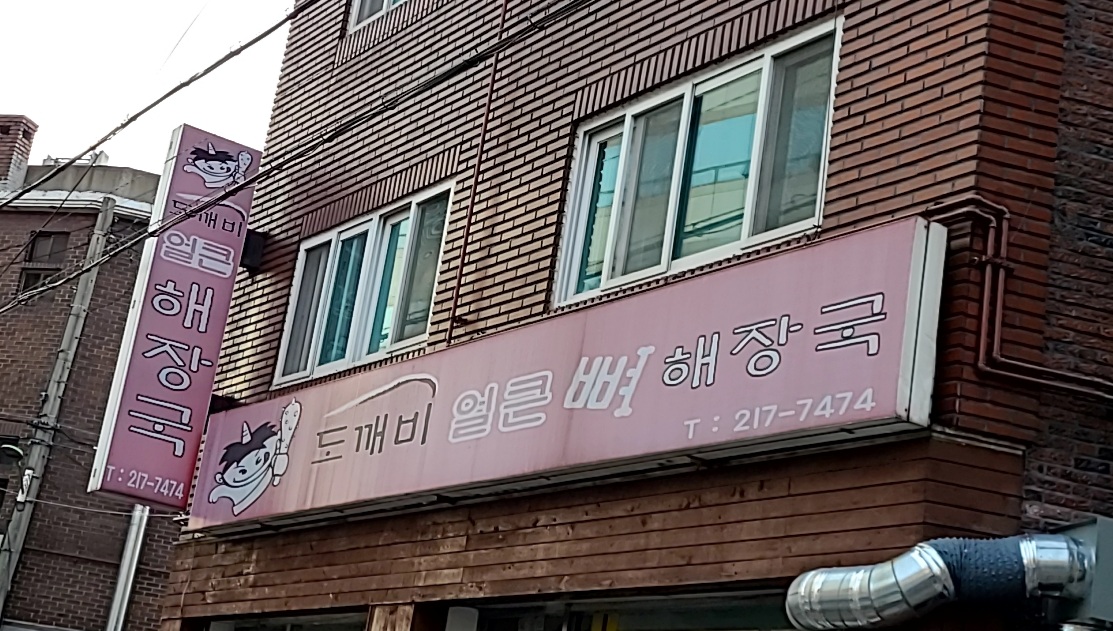 도깨비
얼큰
해장국
T : 217-7474
도깨비 얼큰 뼈 해장국
T : 217-7474